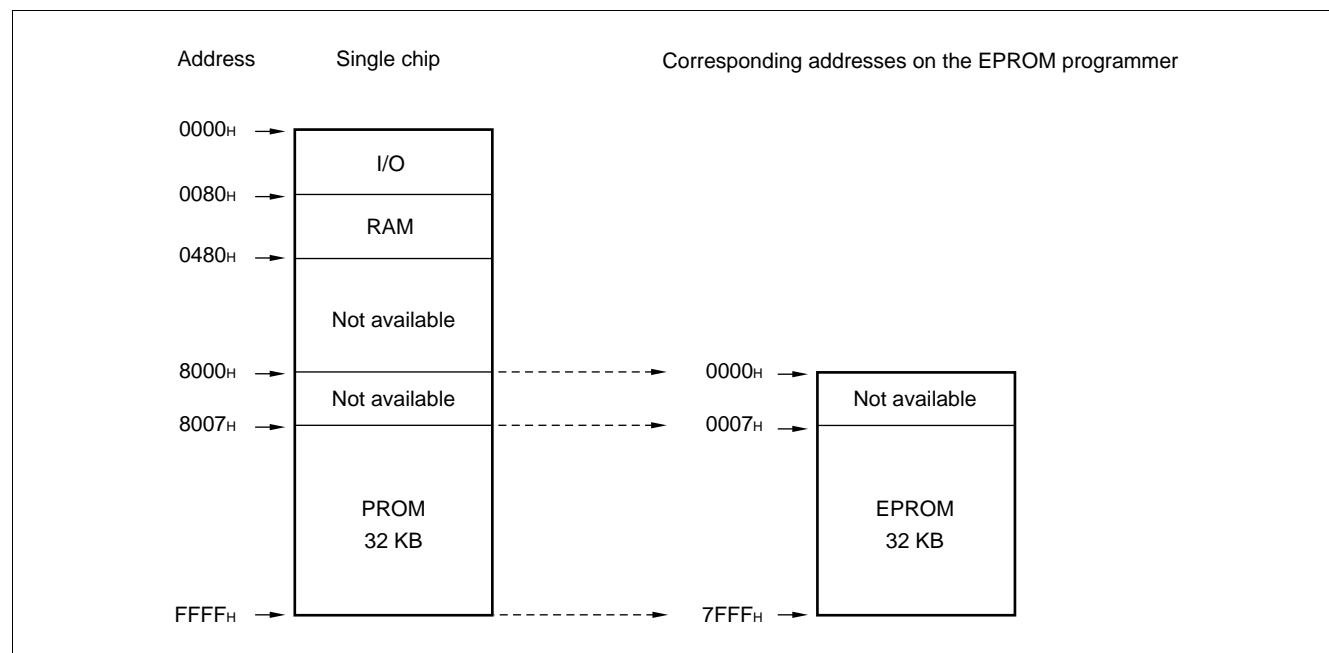 Address Single chip Corresponding addresses on the EPROM programmer
0000H
I/O
0080H
RAM
0480H
Not available
8000H 0000H
Not available Not available
8007H 0007H
PROM EPROM
32 KB 32 KB
FFFFH 7FFFH